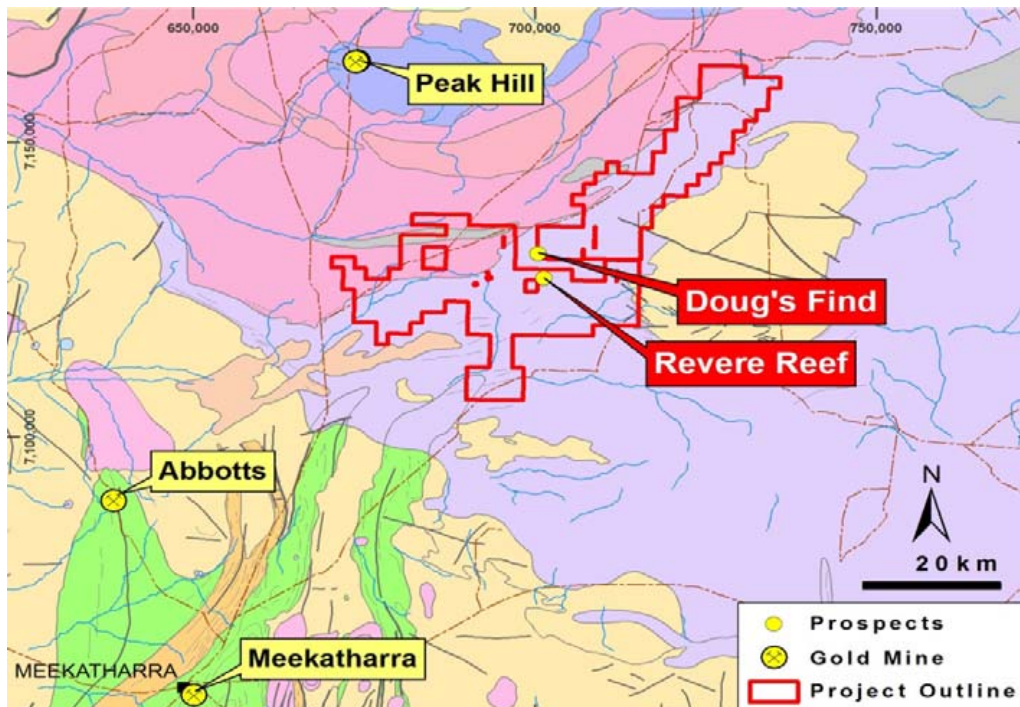 650,000
700,000
750,000
Peak Hill
7,150,000
Doug's Find
Revere Reef
7,100,000
Abbotts
N
20 km
MEEKATHARRA
Meekatharra
Prospects
Gold Mine
Project Outline